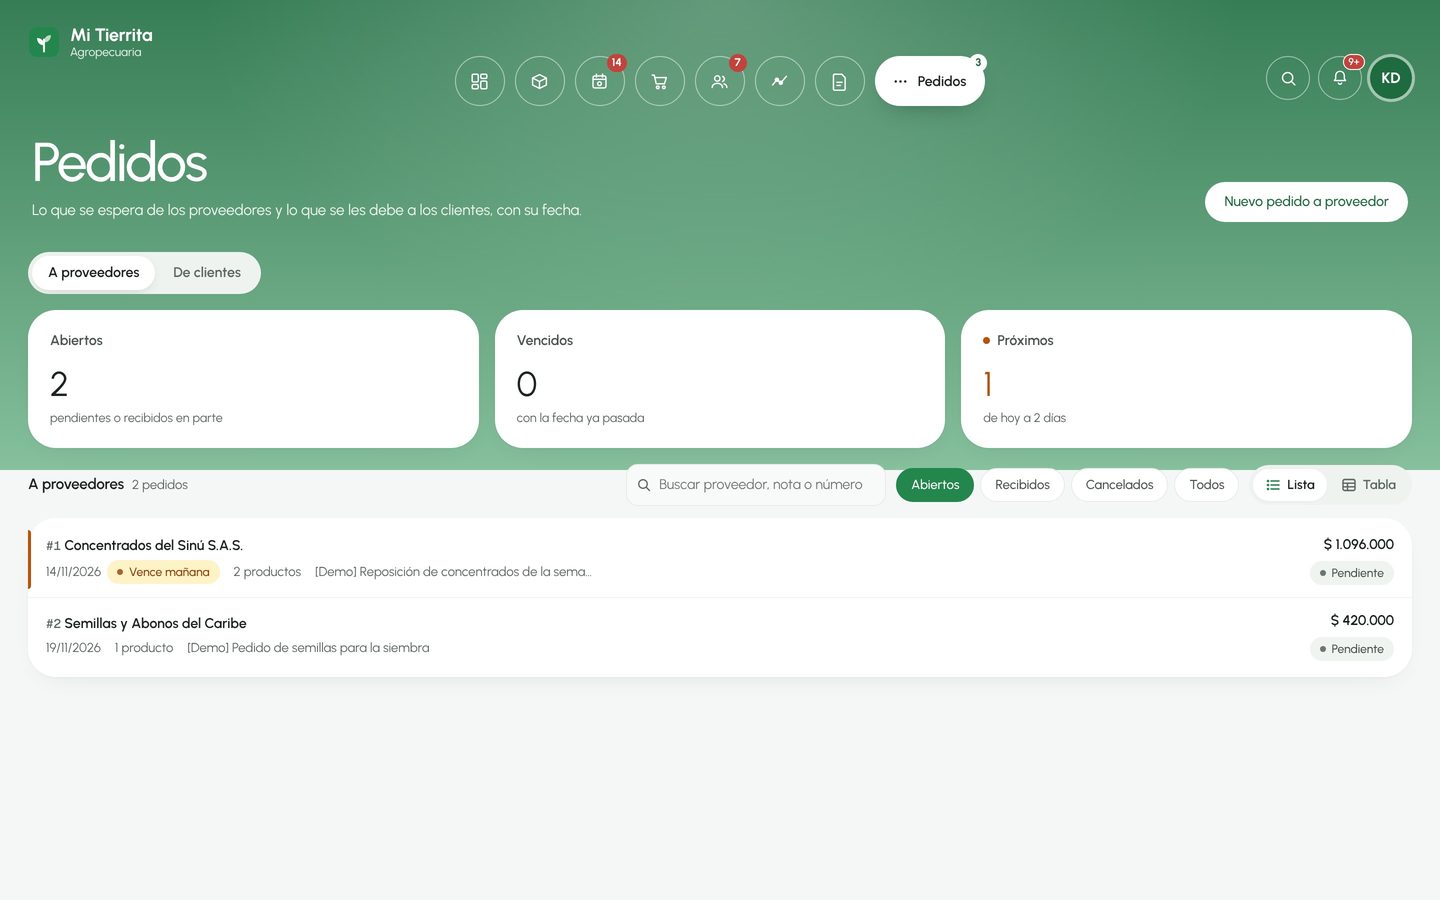 Mi Tierrita
Agropecuaria
14
7
Pedidos
3
9+
KD
Pedidos
Lo que se espera de los proveedores y lo que se les debe a los clientes, con su fecha.
Nuevo pedido a proveedor
A proveedores
De clientes
Abiertos
2
pendientes o recibidos en parte
Vencidos
0
con la fecha ya pasada
Próximos
1
de hoy a 2 días
A proveedores 2 pedidos
Buscar proveedor, nota o número
Abiertos
Recibidos
Cancelados
Todos
Lista
Tabla
#1 Concentrados del Sinú S.A.S.
$ 1.096.000
14/11/2026 Vence mañana 2 productos [Demo] Reposición de concentrados de la sema...
Pendiente
#2 Semillas y Abonos del Caribe
$ 420.000
19/11/2026 1 producto [Demo] Pedido de semillas para la siembra
Pendiente